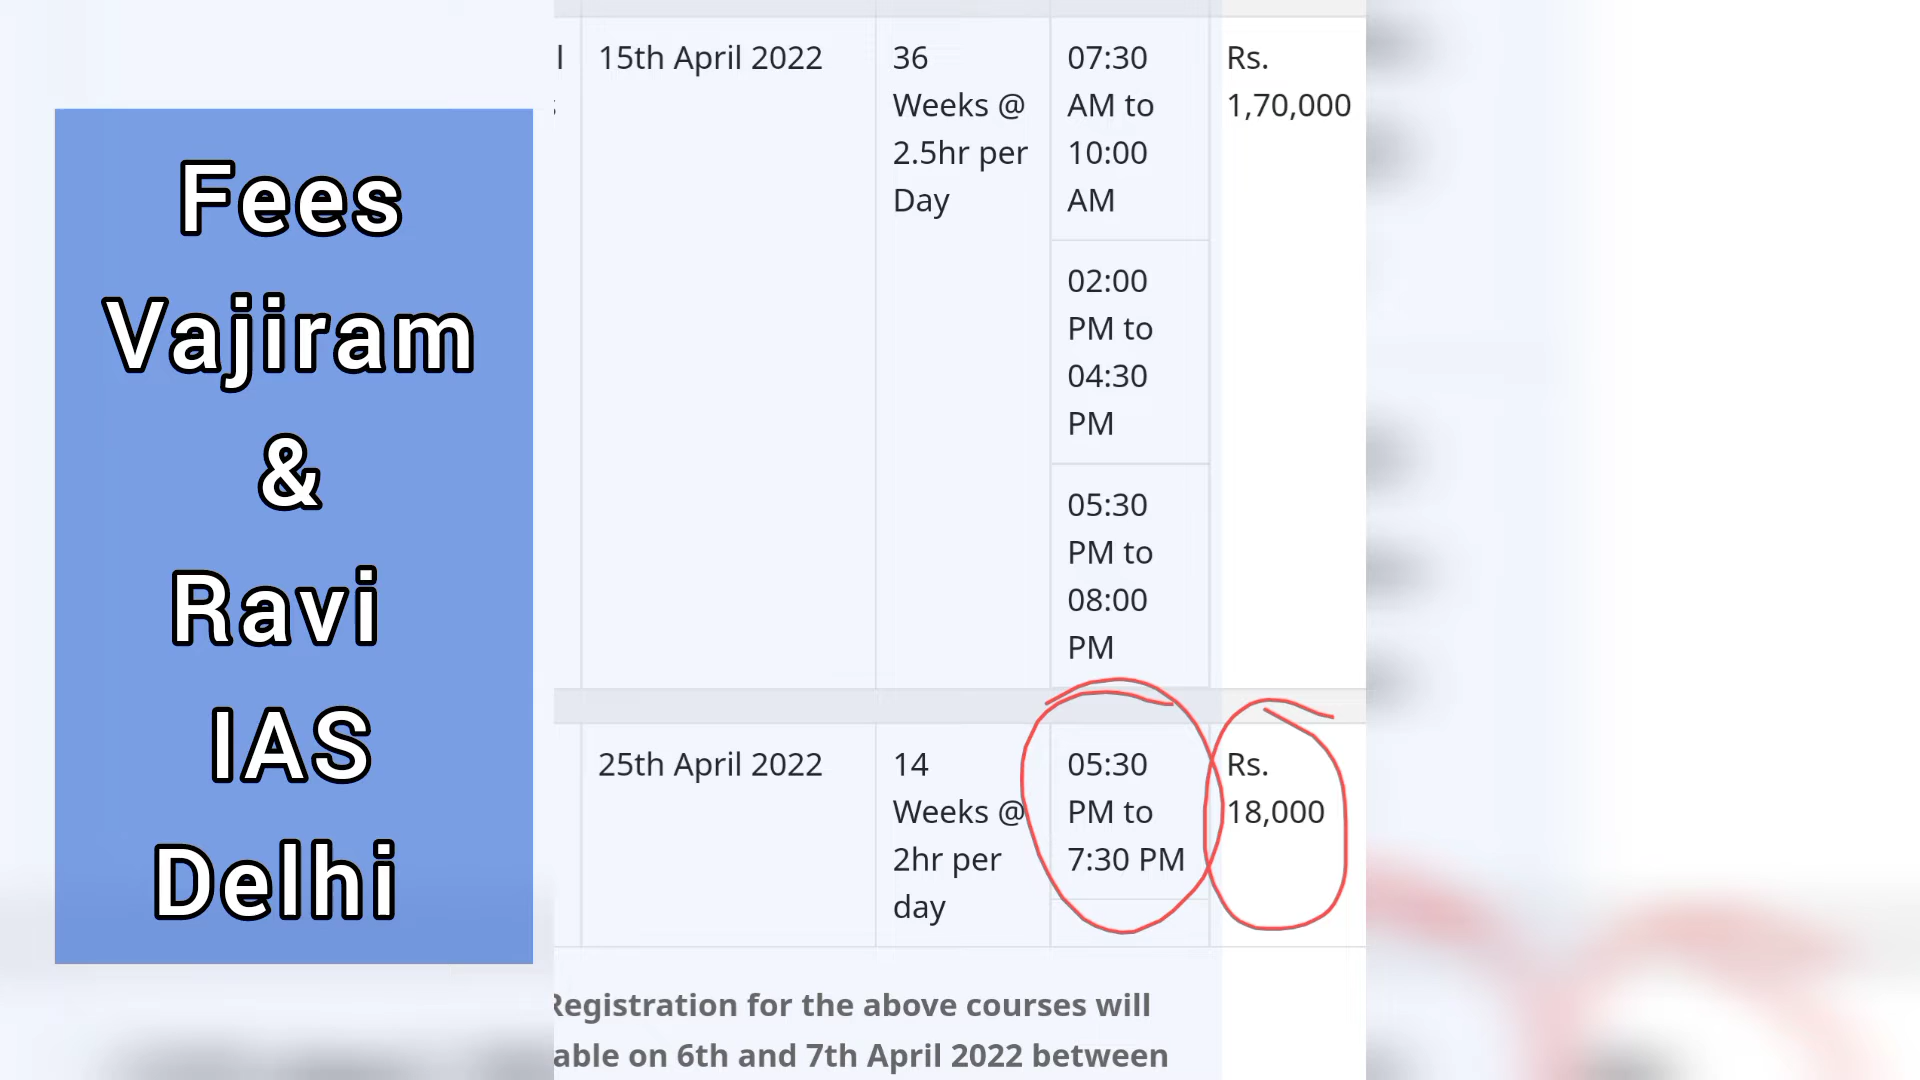 Fees
Vajiram
&
Ravi
IAS
Delhi
15th April 2022
36
Weeks @
2.5hr per
Day
07:30
AM to
10:00
AM
Rs.
1,70,000
02:00
PM to
04:30
PM
05:30
PM to
08:00
PM
25th April 2022
14
Weeks @
2hr per
day
05:30
PM to
7:30 PM
Rs.
18,000
Registration for the above courses will
able on 6th and 7th April 2022 between